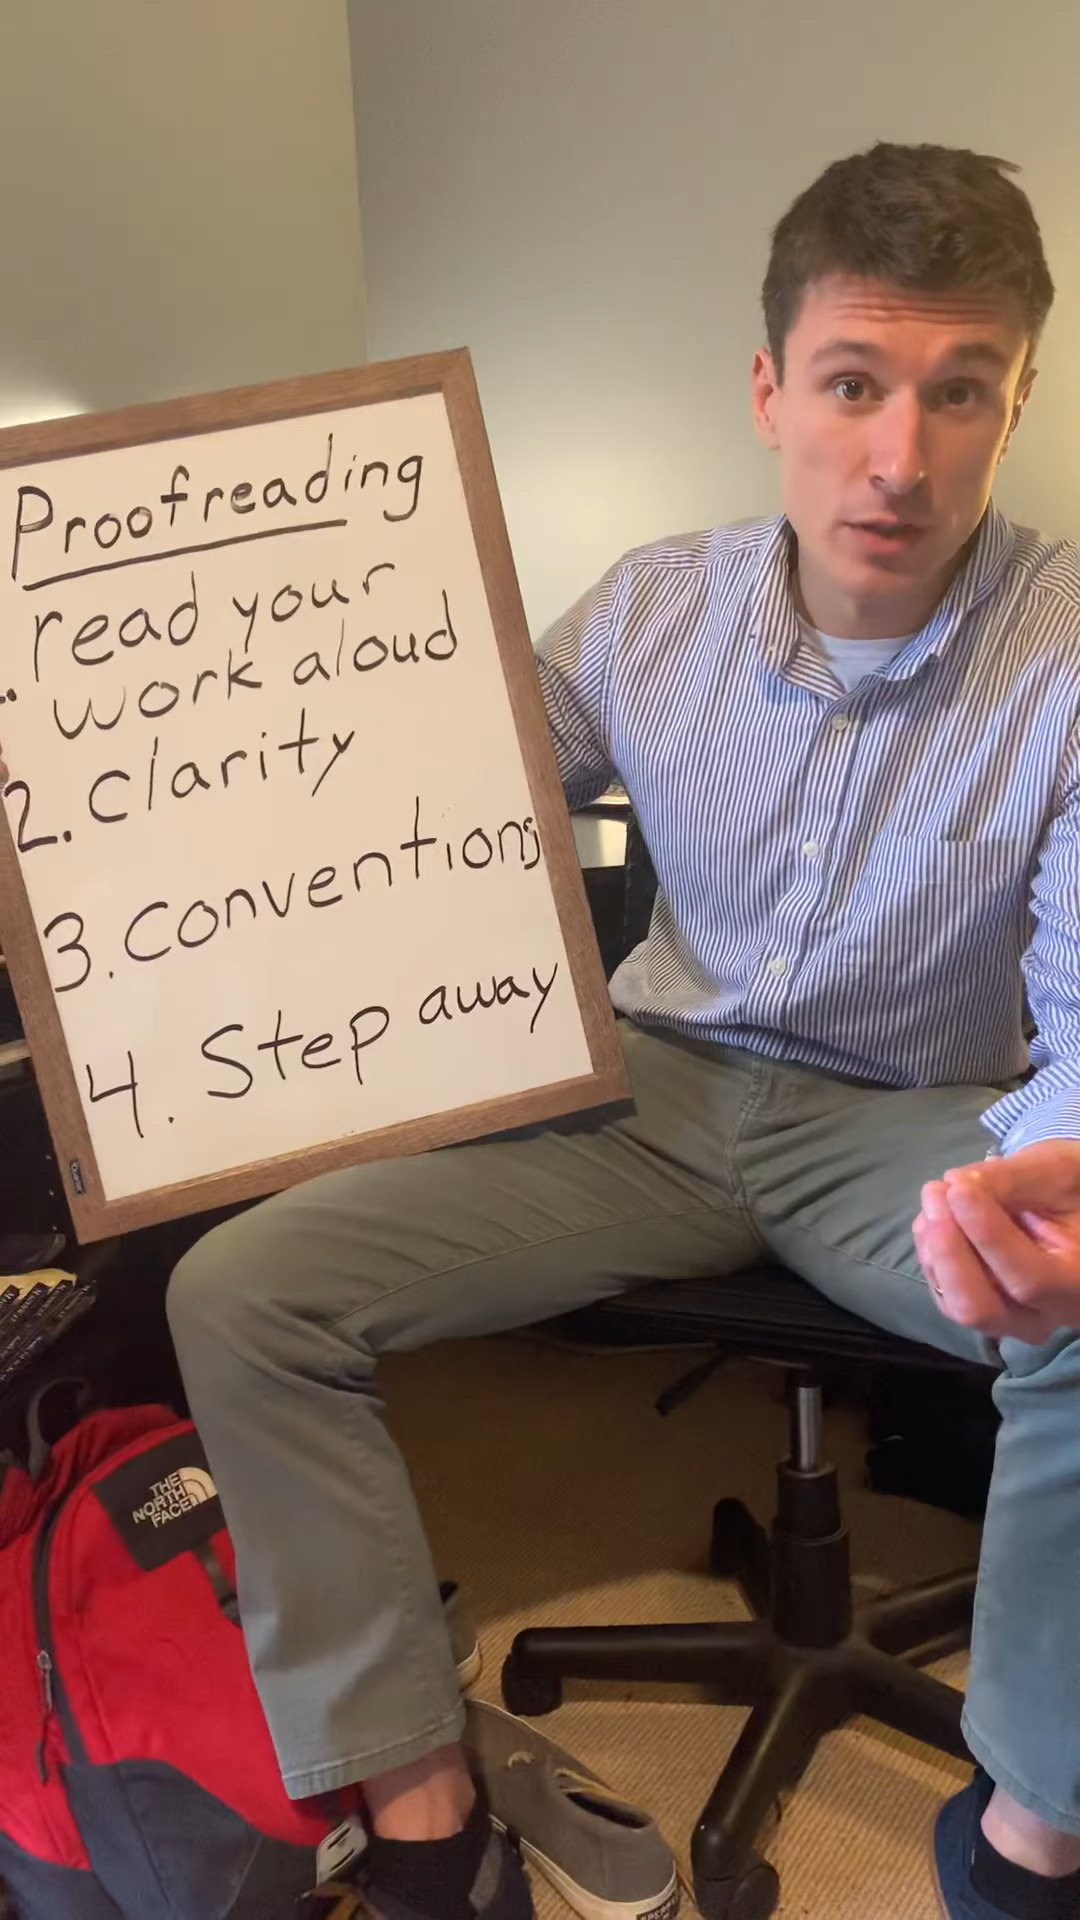 Proofreading
. read your
work aloud
2. clarity
3. conventions
4. Step away
THE
NORTH
FACE